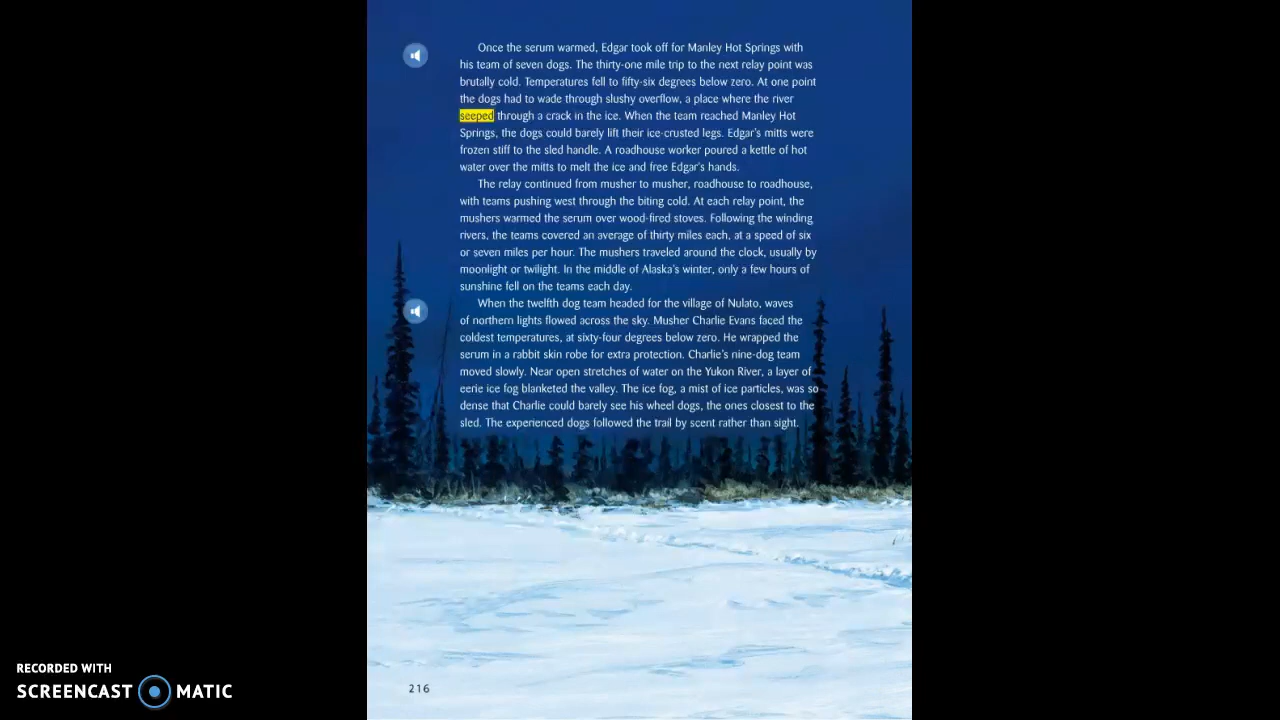 Once the serum warmed, Edgar took off for Manley Hot Springs with
his team of seven dogs. The thirty-one mile trip to the next relay point was
brutally cold. Temperatures fell to fifty-six degrees below zero. At one point
the dogs had to wade through slushy overflow, a place where the river
seeped through a crack in the ice. When the team reached Manley Hot
Springs, the dogs could barely lift their ice-crusted legs. Edgar's mitts were
frozen stiff to the sled handle. A roadhouse worker poured a kettle of hot
water over the mitts to melt the ice and free Edgar's hands.
The relay continued from musher to musher, roadhouse to roadhouse,
with teams pushing west through the biting cold. At each relay point, the
mushers warmed the serum over wood-fired stoves. Following the winding
rivers, the teams covered an average of thirty miles each, at a speed of six
or seven miles per hour. The mushers traveled around the clock, usually by
moonlight or twilight. In the middle of Alaska's winter, only a few hours of
sunshine fell on the teams each day.
When the twelfth dog team headed for the village of Nulato, waves
of northern lights flowed across the sky. Musher Charlie Evans faced the
coldest temperatures, at sixty-four degrees below zero. He wrapped the
serum in a rabbit skin robe for extra protection. Charlie's nine-dog team
moved slowly. Near open stretches of water on the Yukon River, a layer of
eerie ice fog blanketed the valley. The ice fog, a mist of ice particles, was so
dense that Charlie could barely see his wheel dogs, the ones closest to the
sled. The experienced dogs followed the trail by scent rather than sight.
216
RECORDED WITH
SCREENCAST MATIC